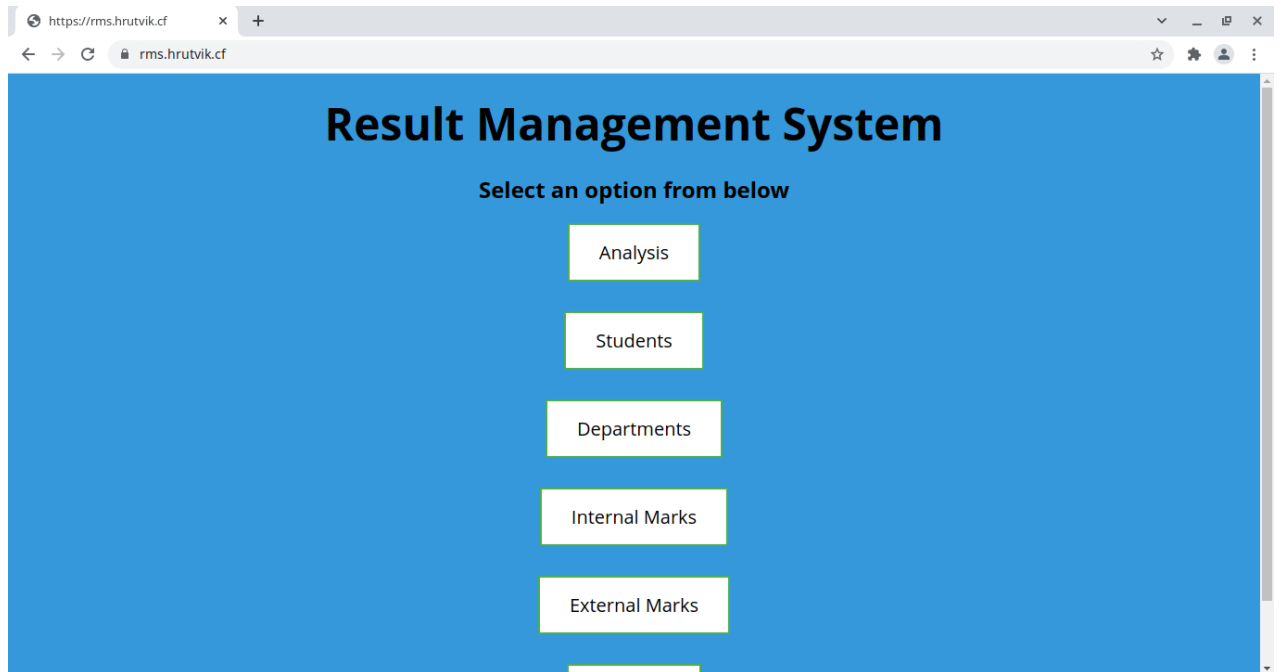 https://rms.hrutvik.cf
rms.hrutvik.cf
Result Management System
Select an option from below
Analysis
Students
Departments
Internal Marks
External Marks